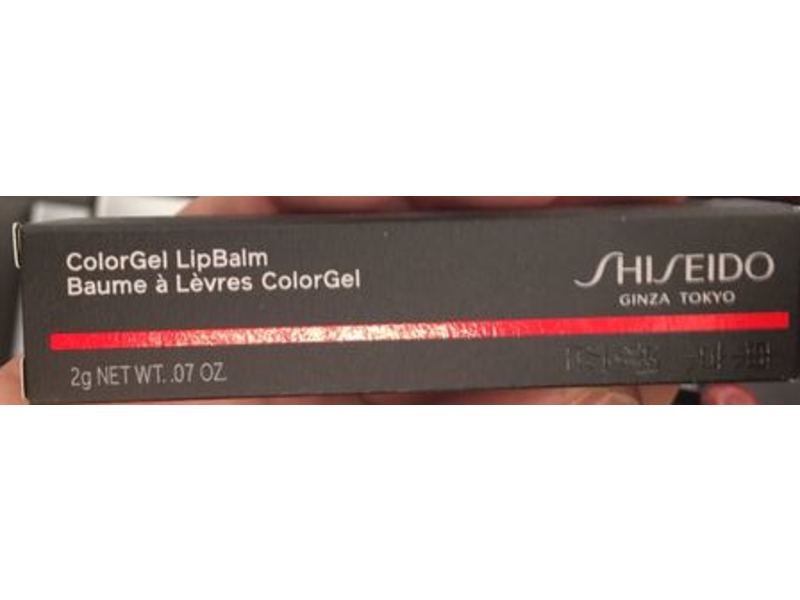 ColorGel LipBalm
Baume à Lèvres ColorGel
SHISEIDO
GINZA TOKYO
2g NET WT. .07 OZ.